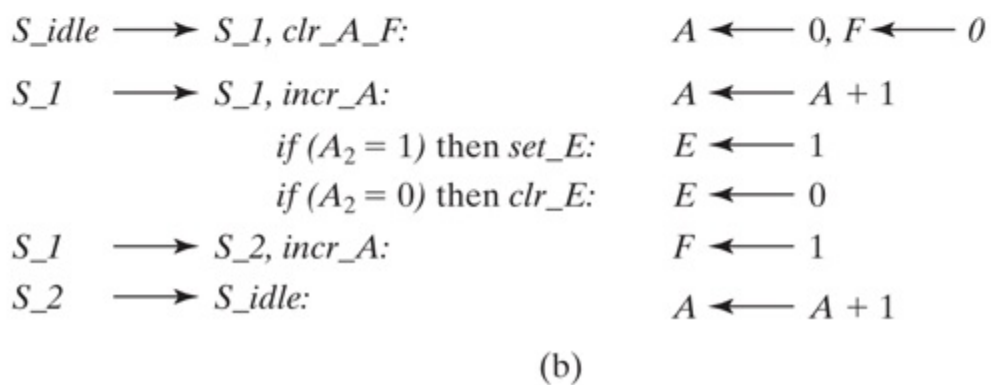 S_idle ⟶ S_1, clr_A_F: A ⟵ 0, F ⟵ 0
S_1 ⟶ S_1, incr_A: A ⟵ A + 1
if (A₂ = 1) then set_E: E ⟵ 1
if (A₂ = 0) then clr_E: E ⟵ 0
S_1 ⟶ S_2, incr_A: F ⟵ 1
S_2 ⟶ S_idle: A ⟵ A + 1
(b)